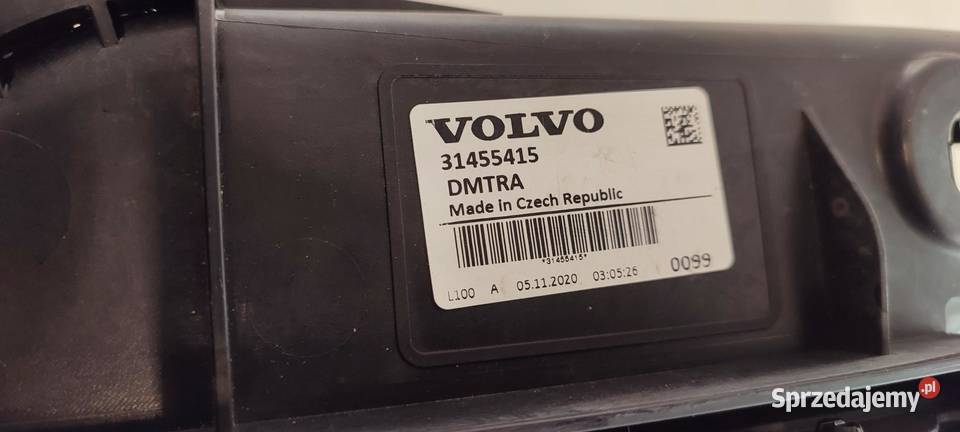 VOLVO
31455415
DMTRA
Made in Czech Republic
*31455415*
L100 A 05.11.2020 03:05:26 0099
Sprzedajemy.pl